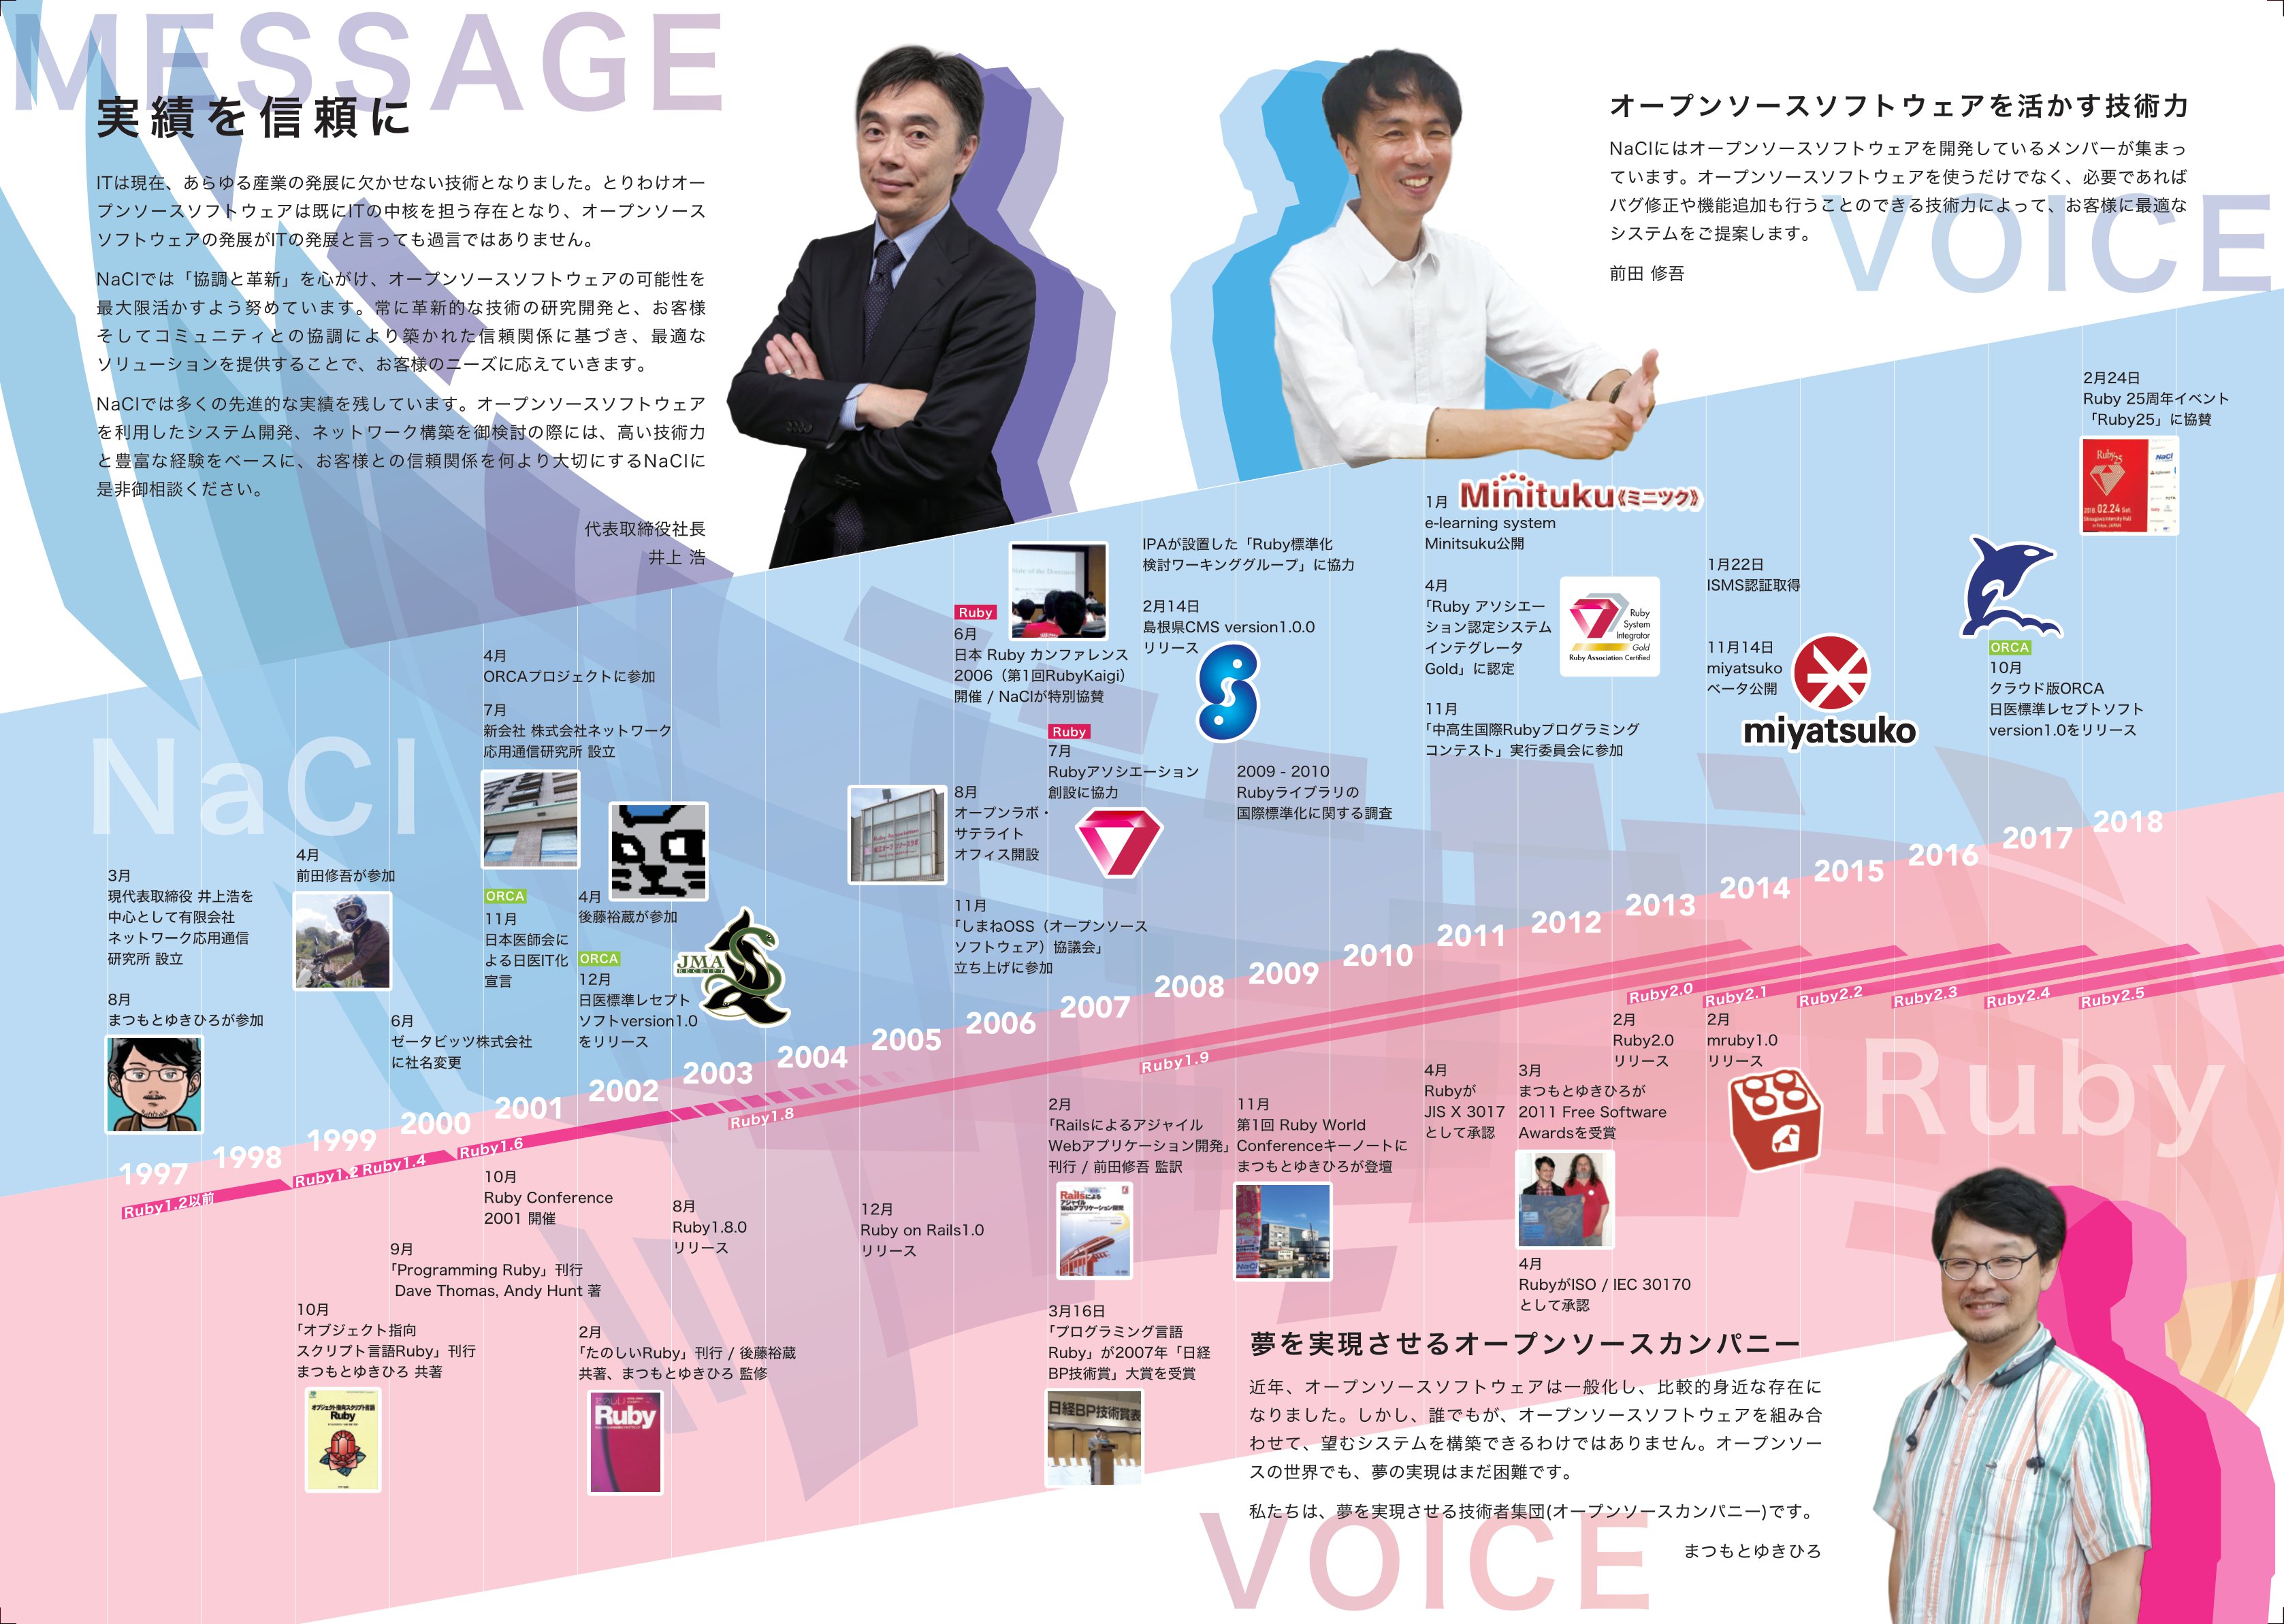 MESSAGE
実績を信頼に
ITは現在、あらゆる産業の発展に欠かせない技術となりました。とりわけオー
プンソースソフトウェアは既にITの中核を担う存在となり、オープンソース
ソフトウェアの発展がITの発展と言っても過言ではありません。
NaClでは「協調と革新」を心がけ、オープンソースソフトウェアの可能性を
最大限活かすよう努めています。常に革新的な技術の研究開発と、お客様
そしてコミュニティとの協調により築かれた信頼関係に基づき、最適な
ソリューションを提供することで、お客様のニーズに応えていきます。
NaClでは多くの先進的な実績を残しています。オープンソースソフトウェア
を利用したシステム開発、ネットワーク構築を御検討の際には、高い技術力
と豊富な経験をベースに、お客様との信頼関係を何より大切にするNaClに
是非御相談ください。
代表取締役社長
井上 浩
オープンソースソフトウェアを活かす技術力
NaClにはオープンソースソフトウェアを開発しているメンバーが集まっ
ています。オープンソースソフトウェアを使うだけでなく、必要であれば
バグ修正や機能追加も行うことのできる技術力によって、お客様に最適な
システムをご提案します。
前田 修吾
VOICE
NaCl
3月
現代表取締役 井上浩を
中心として有限会社
ネットワーク応用通信
研究所 設立
8月
まつもとゆきひろが参加
4月
前田修吾が参加
6月
ゼータビッツ株式会社
に社名変更
4月
ORCAプロジェクトに参加
7月
新会社 株式会社ネットワーク
応用通信研究所 設立
ORCA
11月
日本医師会に
よる日医IT化
宣言
4月
後藤裕蔵が参加
ORCA
12月
日医標準レセプト
ソフトversion1.0
をリリース
JMA
RECEIPT
8月
オープンラボ・
サテライト
オフィス開設
11月
「しまねOSS（オープンソース
ソフトウェア）協議会」
立ち上げに参加
Ruby
6月
日本 Ruby カンファレンス
2006（第1回RubyKaigi）
開催 / NaClが特別協賛
Ruby
7月
Rubyアソシエーション
創設に協力
IPAが設置した「Ruby標準化
検討ワーキンググループ」に協力
2月14日
島根県CMS version1.0.0
リリース
2009 - 2010
Rubyライブラリの
国際標準化に関する調査
1月
Minituku《ミニツク》
e-learning system
Minitsuku公開
4月
「Ruby アソシエー
ション認定システム
インテグレータ
Gold」に認定
Ruby
System
Integrator
Gold
Ruby Association Certified
11月
「中高生国際Rubyプログラミング
コンテスト」実行委員会に参加
1月22日
ISMS認証取得
11月14日
miyatsuko
ベータ公開
miyatsuko
ORCA
10月
クラウド版ORCA
日医標準レセプトソフト
version1.0をリリース
2月24日
Ruby 25周年イベント
「Ruby25」に協賛
Ruby25
NaCl
2018. 02.24 Sat.
1997
1998
1999
2000
2001
2002
2003
2004
2005
2006
2007
2008
2009
2010
2011
2012
2013
2014
2015
2016
2017
2018
Ruby1.2以前
Ruby1.2
Ruby1.4
Ruby1.6
Ruby1.8
Ruby1.9
Ruby2.0
Ruby2.1
Ruby2.2
Ruby2.3
Ruby2.4
Ruby2.5
Ruby
10月
「オブジェクト指向
スクリプト言語Ruby」刊行
まつもとゆきひろ 共著
オブジェクト指向スクリプト言語
Ruby
9月
「Programming Ruby」刊行
Dave Thomas, Andy Hunt 著
10月
Ruby Conference
2001 開催
2月
「たのしいRuby」刊行 / 後藤裕蔵
共著、まつもとゆきひろ 監修
たのしい
Ruby
8月
Ruby1.8.0
リリース
12月
Ruby on Rails1.0
リリース
2月
「Railsによるアジャイル
Webアプリケーション開発」
刊行 / 前田修吾 監訳
Railsによる
アジャイル
Webアプリケーション開発
3月16日
「プログラミング言語
Ruby」が2007年「日経
BP技術賞」大賞を受賞
日経BP技術賞表
11月
第1回 Ruby World
Conferenceキーノートに
まつもとゆきひろが登壇
NaCl
4月
Rubyが
JIS X 3017
として承認
3月
まつもとゆきひろが
2011 Free Software
Awardsを受賞
4月
RubyがISO / IEC 30170
として承認
2月
Ruby2.0
リリース
2月
mruby1.0
リリース
夢を実現させるオープンソースカンパニー
近年、オープンソースソフトウェアは一般化し、比較的身近な存在に
なりました。しかし、誰でもが、オープンソースソフトウェアを組み合
わせて、望むシステムを構築できるわけではありません。オープンソー
スの世界でも、夢の実現はまだ困難です。
私たちは、夢を実現させる技術者集団(オープンソースカンパニー)です。
まつもとゆきひろ
VOICE